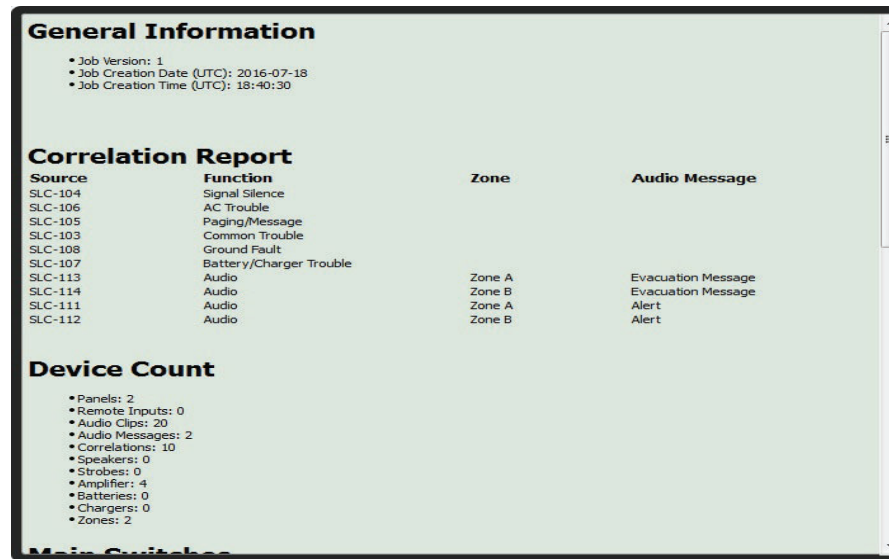 General Information
• Job Version: 1
• Job Creation Date (UTC): 2016-07-18
• Job Creation Time (UTC): 18:40:30
Correlation Report
Source Function Zone Audio Message
SLC-104 Signal Silence
SLC-106 AC Trouble
SLC-105 Paging/Message
SLC-103 Common Trouble
SLC-108 Ground Fault
SLC-107 Battery/Charger Trouble
SLC-113 Audio Zone A Evacuation Message
SLC-114 Audio Zone B Evacuation Message
SLC-111 Audio Zone A Alert
SLC-112 Audio Zone B Alert
Device Count
• Panels: 2
• Remote Inputs: 0
• Audio Clips: 20
• Audio Messages: 2
• Correlations: 10
• Speakers: 0
• Strobes: 0
• Amplifier: 4
• Batteries: 0
• Chargers: 0
• Zones: 2
Main Switches